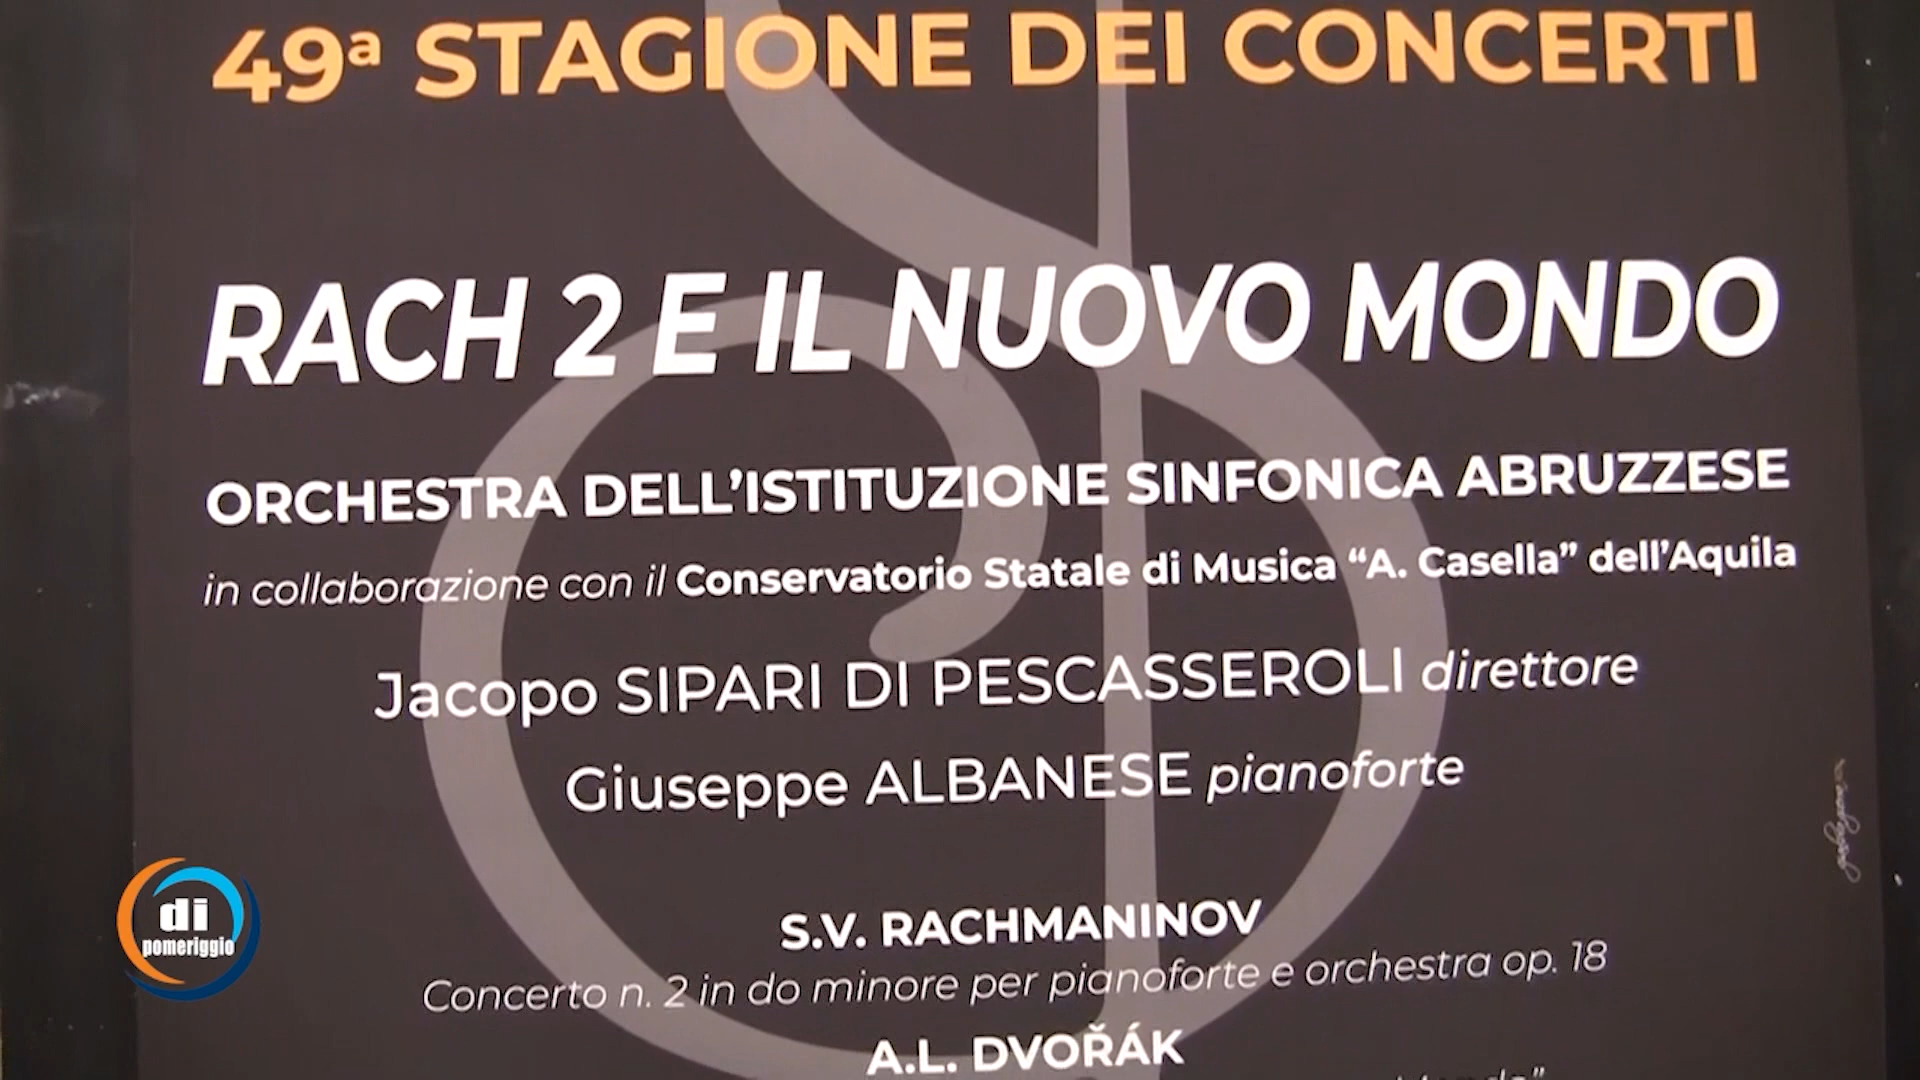 49ª STAGIONE DEI CONCERTI
RACH 2 E IL NUOVO MONDO
ORCHESTRA DELL'ISTITUZIONE SINFONICA ABRUZZESE
in collaborazione con il Conservatorio Statale di Musica “A. Casella” dell'Aquila
Jacopo SIPARI DI PESCASSEROLI direttore
Giuseppe ALBANESE pianoforte
S.V. RACHMANINOV
Concerto n. 2 in do minore per pianoforte e orchestra op. 18
A.L. DVOŘÁK
di
pomeriggio